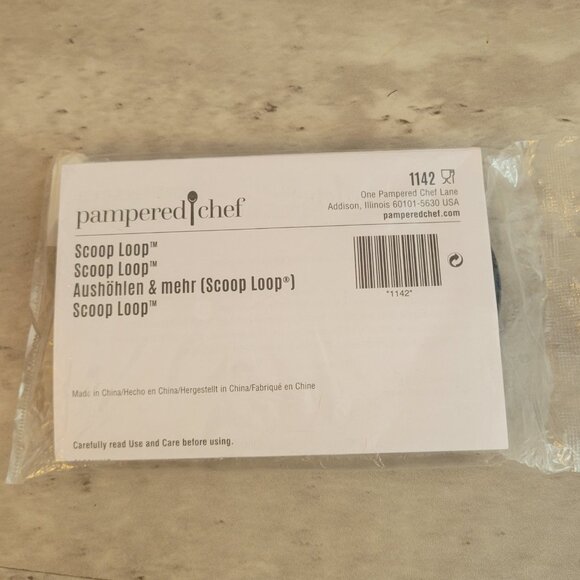 pampered chef
1142
One Pampered Chef Lane
Addison, Illinois 60101-5630 USA
pamperedchef.com
Scoop Loop™
Scoop Loop™
Aushöhlen & mehr (Scoop Loop®)
Scoop Loop™
"1142"
Made in China/Hecho en China/Hergestellt in China/Fabriqué en Chine
Carefully read Use and Care before using.